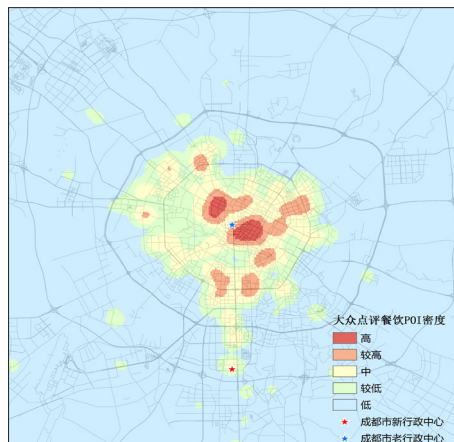 大众点评餐饮POI密度
高
较高
中
较低
低
成都市新行政中心
成都市老行政中心